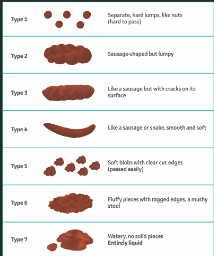 Type 1
Separate, hard lumps, like nuts
(hard to pass)
Type 2
Sausage-shaped but lumpy
Type 3
Like a sausage but with cracks on its
surface
Type 4
Like a sausage or snake, smooth and soft
Type 5
Soft blobs with clear cut edges
(passed easily)
Type 6
Fluffy pieces with ragged edges, a mushy
stool
Type 7
Watery, no solid pieces
Entirely liquid